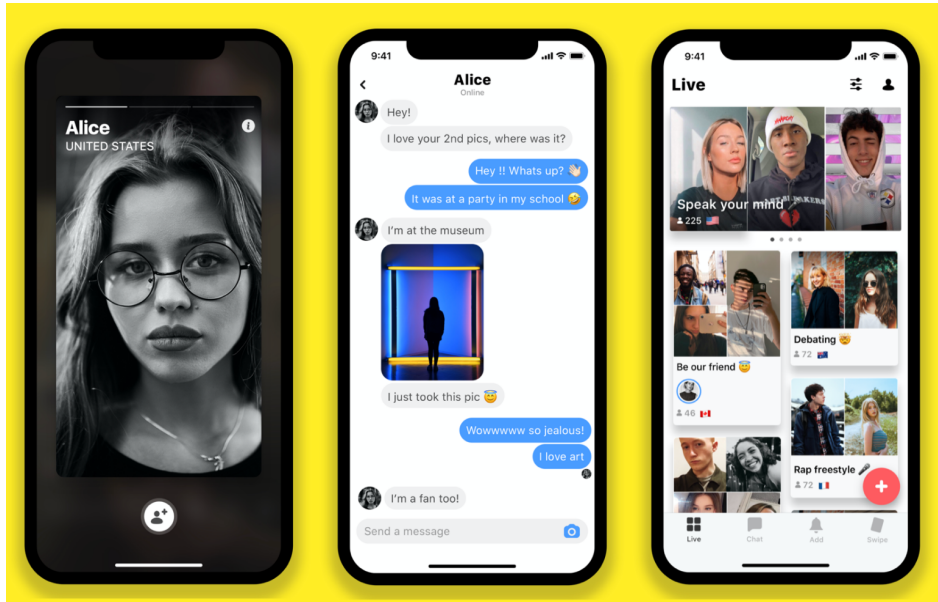 Alice
UNITED STATES
9:41
Alice
Online
Hey!
I love your 2nd pics, where was it?
Hey !! Whats up? 👋🏻
It was at a party in my school 🤣
I'm at the museum
I just took this pic 😇
Wowwwww so jealous!
I love art
I'm a fan too!
Send a message
9:41
Live
Speak your mind
225 🇺🇸
Be our friend 😇
46 🇨🇦
Debating 🤯
72 🇦🇺
Rap freestyle 🎤
72 🇫🇷
Live
Chat
Add
Swipe